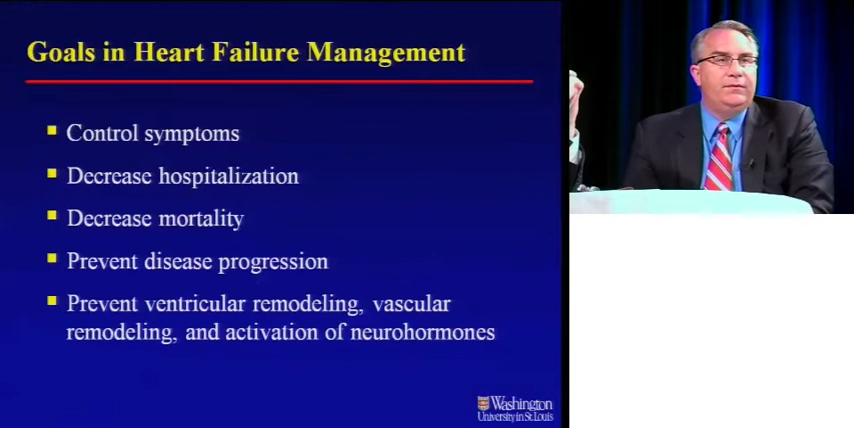 Goals in Heart Failure Management
Control symptoms
Decrease hospitalization
Decrease mortality
Prevent disease progression
Prevent ventricular remodeling, vascular
remodeling, and activation of neurohormones
Washington
University in St. Louis